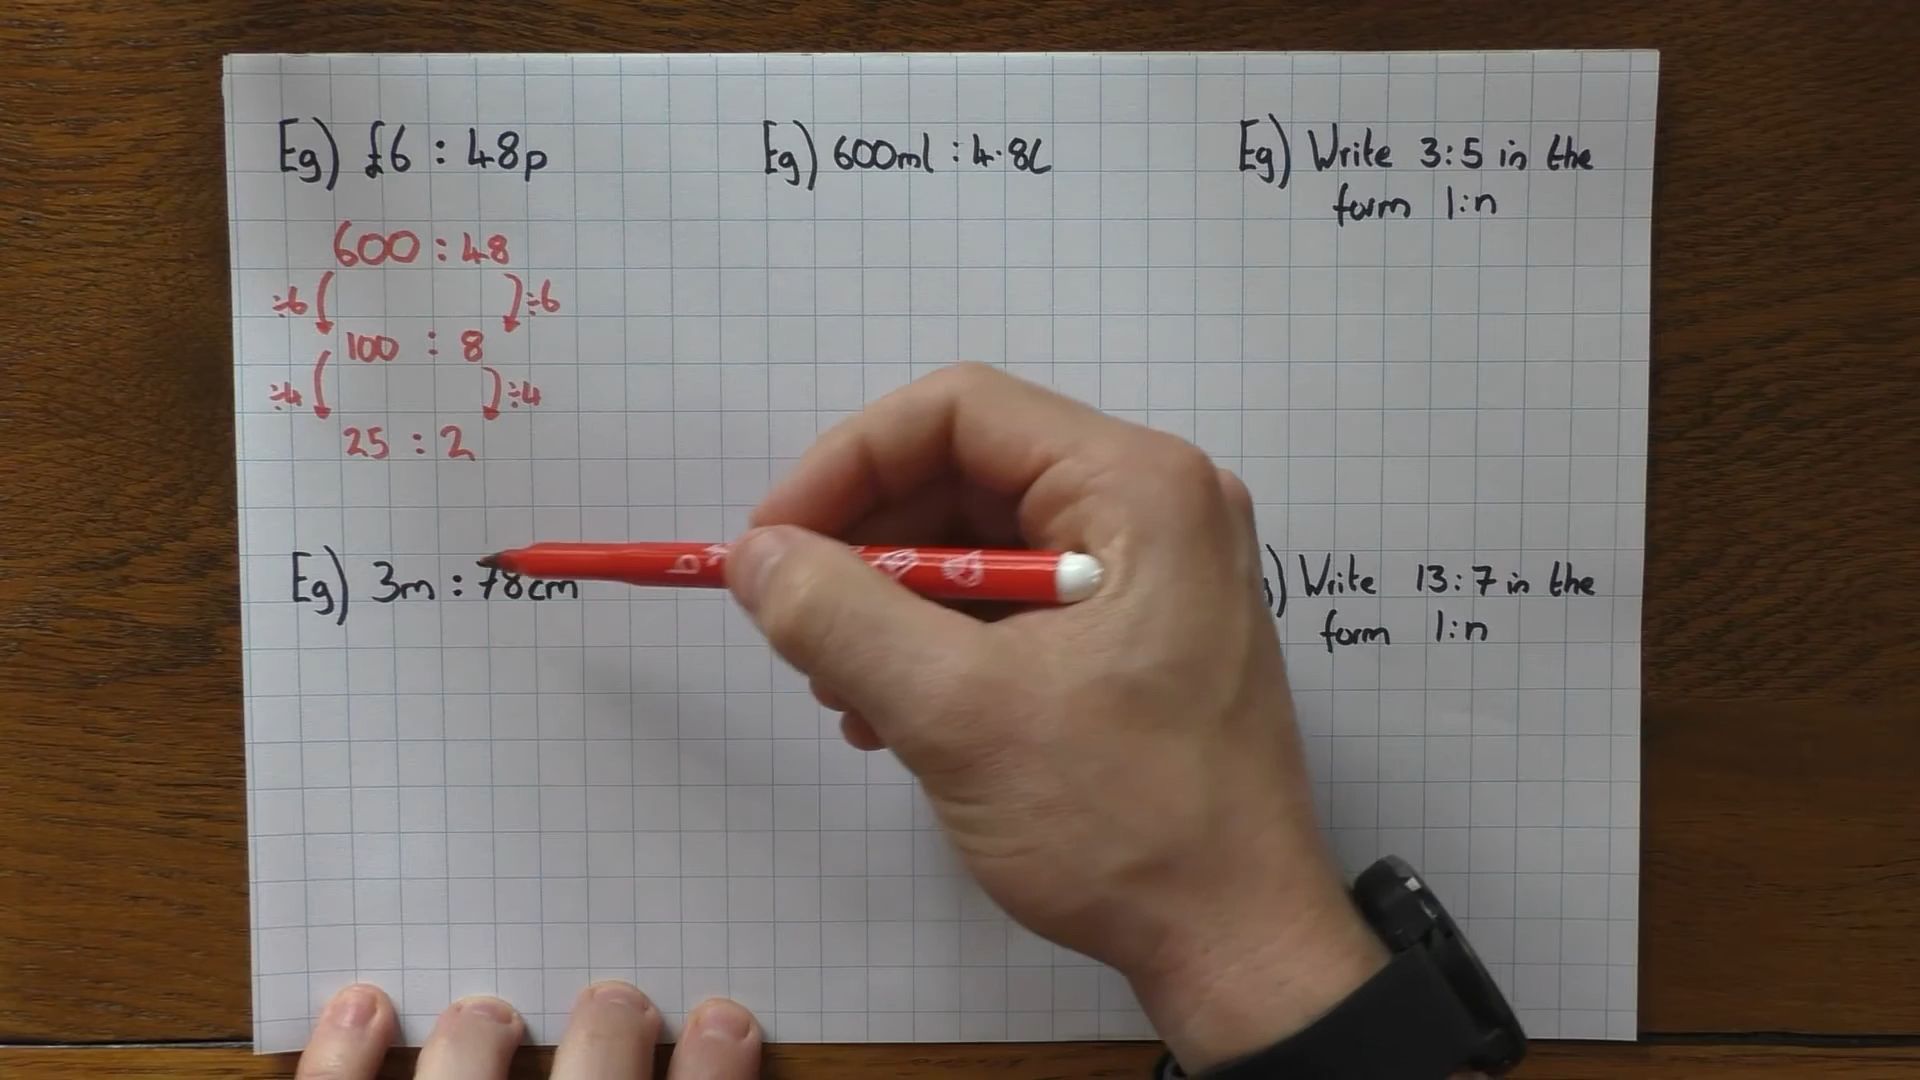 Eg) £6 : 48p
600 : 48
÷6 ÷6
100 : 8
÷4 ÷4
25 : 2
Eg) 3m : 78cm
Eg) 600ml : 4.8L
Eg) Write 3:5 in the
form 1:n
) Write 13:7 in the
form 1:n